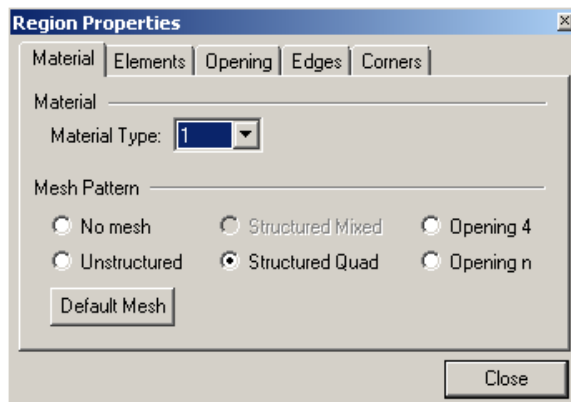 Region Properties
Material Elements Opening Edges Corners
Material
Material Type: 1
Mesh Pattern
No mesh Structured Mixed Opening 4
Unstructured Structured Quad Opening n
Default Mesh
Close